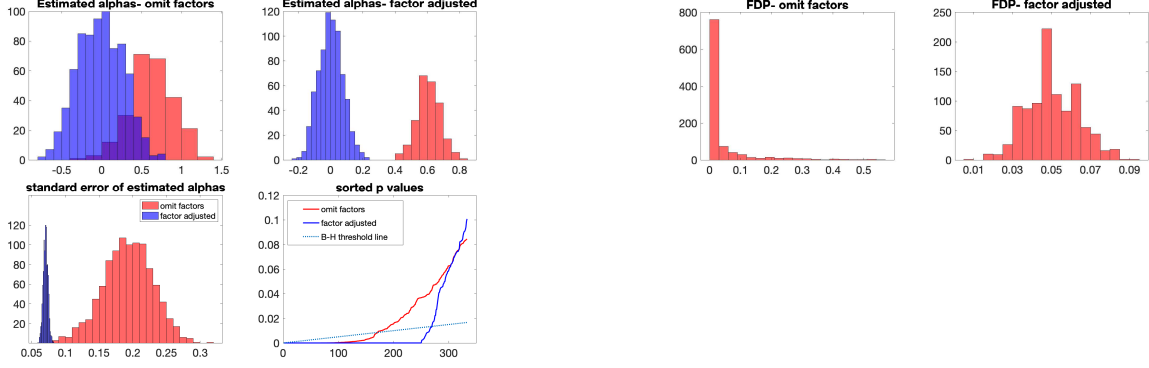 Estimated alphas- omit factors
100
80
60
40
20
0
-0.5 0 0.5 1 1.5
Estimated alphas- factor adjusted
120
100
80
60
40
20
0
-0.2 0 0.2 0.4 0.6 0.8
FDP- omit factors
800
600
400
200
0
0 0.1 0.2 0.3 0.4 0.5
FDP- factor adjusted
250
200
150
100
50
0
0.01 0.03 0.05 0.07 0.09
standard error of estimated alphas
omit factors
factor adjusted
120
100
80
60
40
20
0.05 0.1 0.15 0.2 0.25 0.3
sorted p values
omit factors
factor adjusted
B-H threshold line
0.12
0.1
0.08
0.06
0.04
0.02
0
0 100 200 300